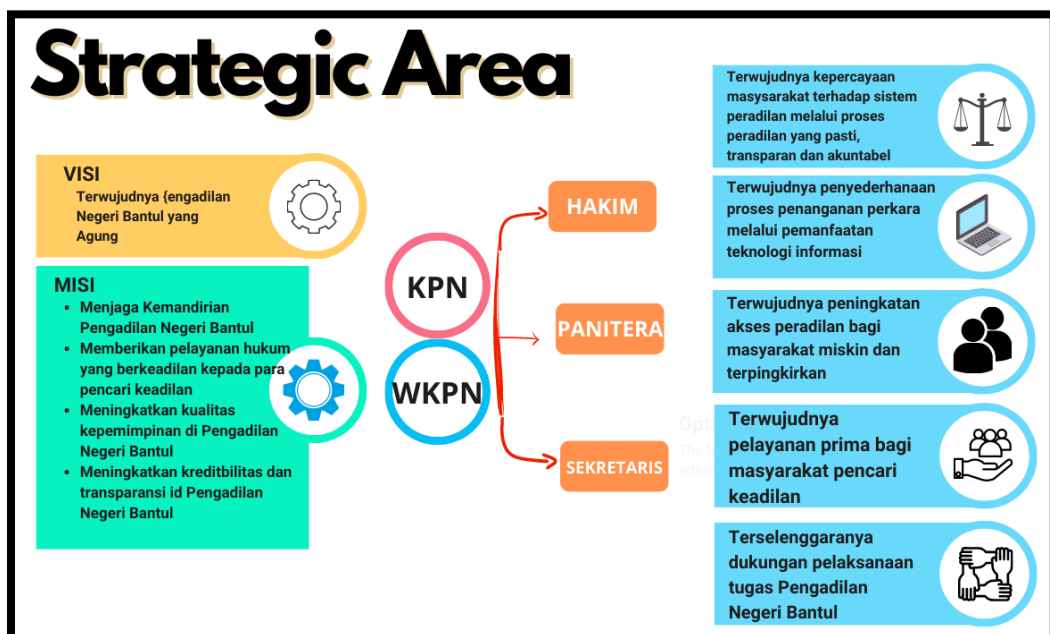 Strategic Area
VISI
Terwujudnya {engadilan
Negeri Bantul yang
Agung
MISI
Menjaga Kemandirian
Pengadilan Negeri Bantul
Memberikan pelayanan hukum
yang berkeadilan kepada para
pencari keadilan
Meningkatkan kualitas
kepemimpinan di Pengadilan
Negeri Bantul
Meningkatkan kreditbilitas dan
transparansi id Pengadilan
Negeri Bantul
KPN
WKPN
HAKIM
PANITERA
SEKRETARIS
Terwujudnya kepercayaan
masysarakat terhadap sistem
peradilan melalui proses
peradilan yang pasti,
transparan dan akuntabel
Terwujudnya penyederhanaan
proses penanganan perkara
melalui pemanfaatan
teknologi informasi
Terwujudnya peningkatan
akses peradilan bagi
masyarakat miskin dan
terpingkirkan
Terwujudnya
pelayanan prima bagi
masyarakat pencari
keadilan
Terselenggaranya
dukungan pelaksanaan
tugas Pengadilan
Negeri Bantul